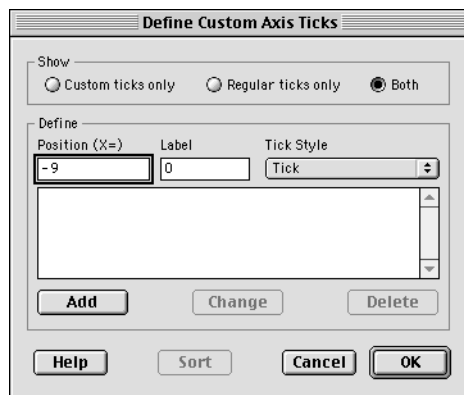 Define Custom Axis Ticks
Show
Custom ticks only Regular ticks only Both
Define
Position (X=) Label Tick Style
-9 0 Tick
Add Change Delete
Help Sort Cancel OK